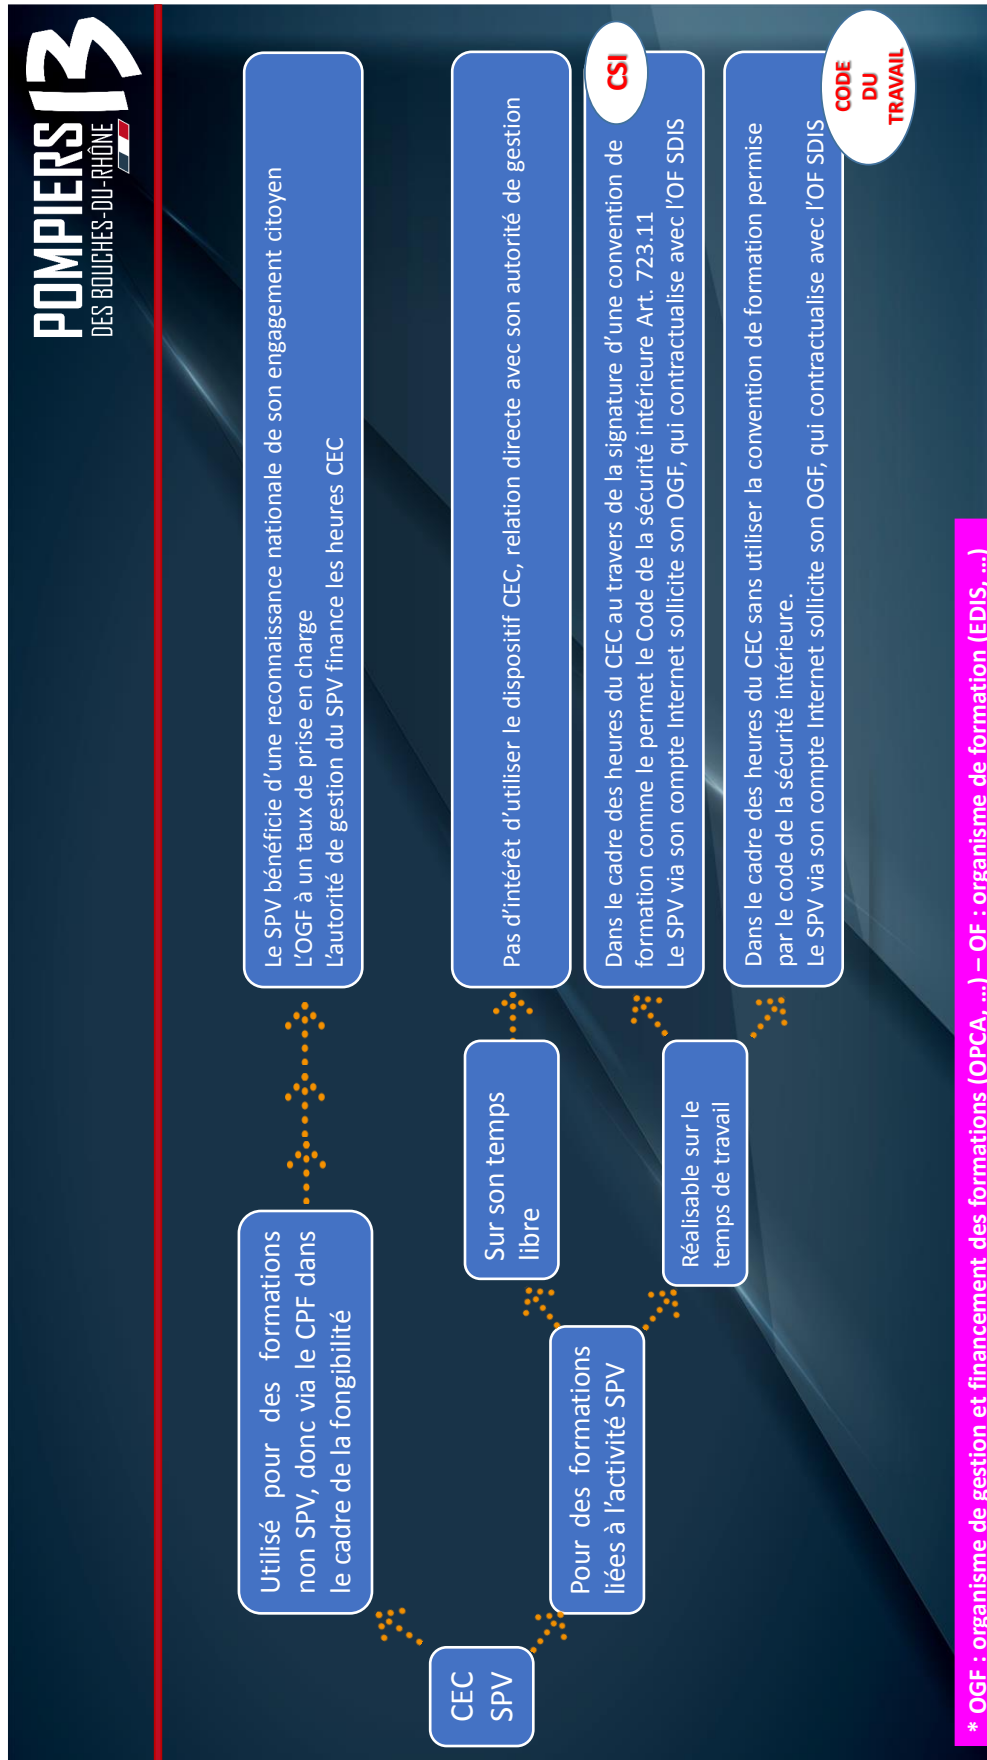 POMPIERS 13
DES BOUCHES-DU-RHÔNE
CEC
SPV
Utilisé pour des formations
non SPV, donc via le CPF dans
le cadre de la fongibilité
Le SPV bénéficie d’une reconnaissance nationale de son engagement citoyen
L’OGF à un taux de prise en charge
L’autorité de gestion du SPV finance les heures CEC
Pour des formations
liées à l’activité SPV
Sur son temps
libre
Pas d’intérêt d’utiliser le dispositif CEC, relation directe avec son autorité de gestion
Réalisable sur le
temps de travail
CSI
Dans le cadre des heures du CEC au travers de la signature d’une convention de
formation comme le permet le Code de la sécurité intérieure Art. 723.11
Le SPV via son compte Internet sollicite son OGF, qui contractualise avec l’OF SDIS
CODE
DU
TRAVAIL
Dans le cadre des heures du CEC sans utiliser la convention de formation permise
par le code de la sécurité intérieure.
Le SPV via son compte Internet sollicite son OGF, qui contractualise avec l’OF SDIS
* OGF : organisme de gestion et financement des formations (OPCA, …) – OF : organisme de formation (EDIS, …)